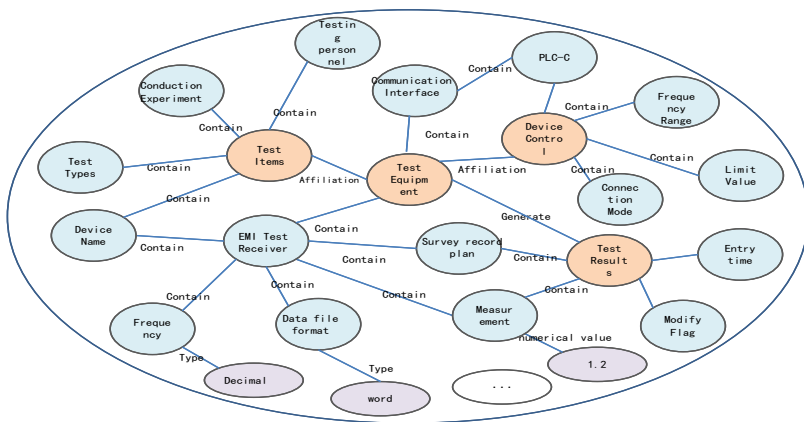 Testin
g
person
nel
Conduction
Experiment
Communication
Interface
Contain
PLC-C
Contain
Contain
Contain
Freque
ncy
Range
Contain
Test
Items
Device
Contro
l
Test
Types
Contain
Contain
Test
Equipm
ent
Affiliation
Affiliation
Contain
Contain
Limit
Value
Contain
Connec
tion
Mode
Generate
Device
Name
Contain
EMI Test
Receiver
Contain
Survey record
plan
Contain
Contain
Test
Result
s
Entry
time
Contain
Contain
Contain
Contain
Freque
ncy
Data file
format
Measur
ement
Modify
Flag
numerical value
Type
Type
Decimal
word
...
1.2